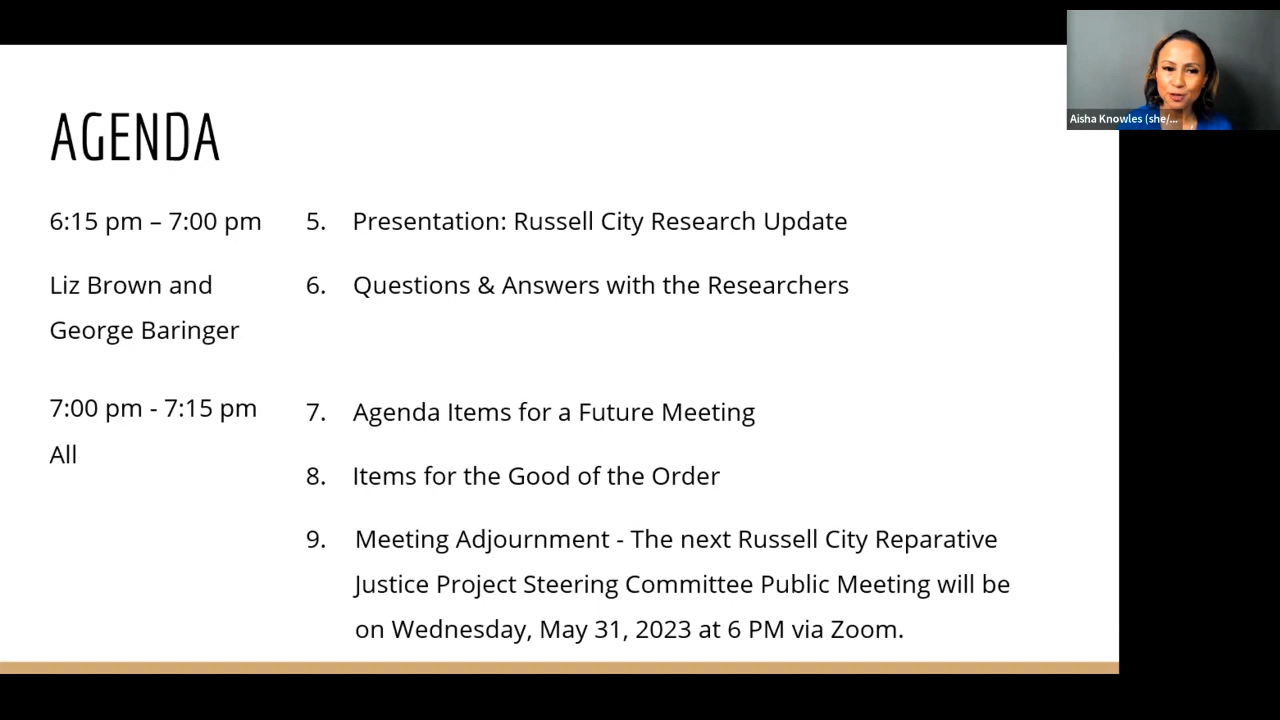 AGENDA
6:15 pm – 7:00 pm 5. Presentation: Russell City Research Update
Liz Brown and 6. Questions & Answers with the Researchers
George Baringer
7:00 pm - 7:15 pm 7. Agenda Items for a Future Meeting
All
8. Items for the Good of the Order
9. Meeting Adjournment - The next Russell City Reparative
Justice Project Steering Committee Public Meeting will be
on Wednesday, May 31, 2023 at 6 PM via Zoom.
Aisha Knowles (she/...